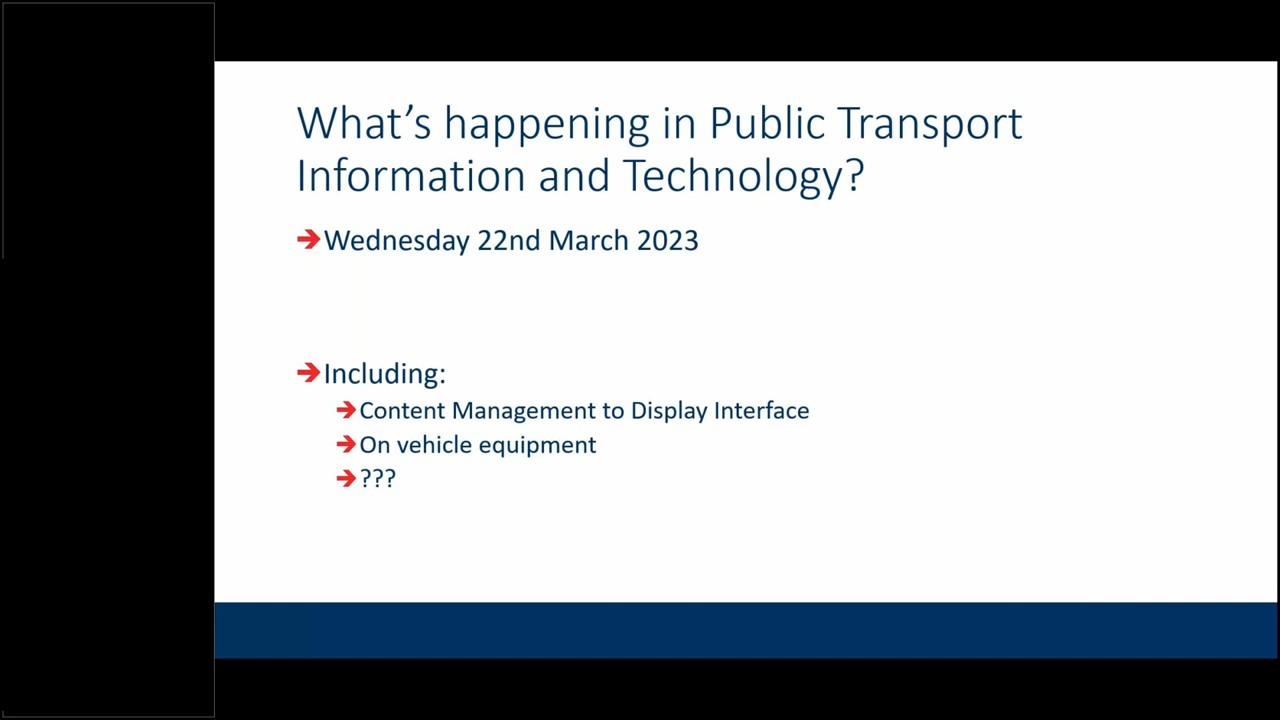 What’s happening in Public Transport
Information and Technology?
➔Wednesday 22nd March 2023
➔Including:
➔Content Management to Display Interface
➔On vehicle equipment
➔???